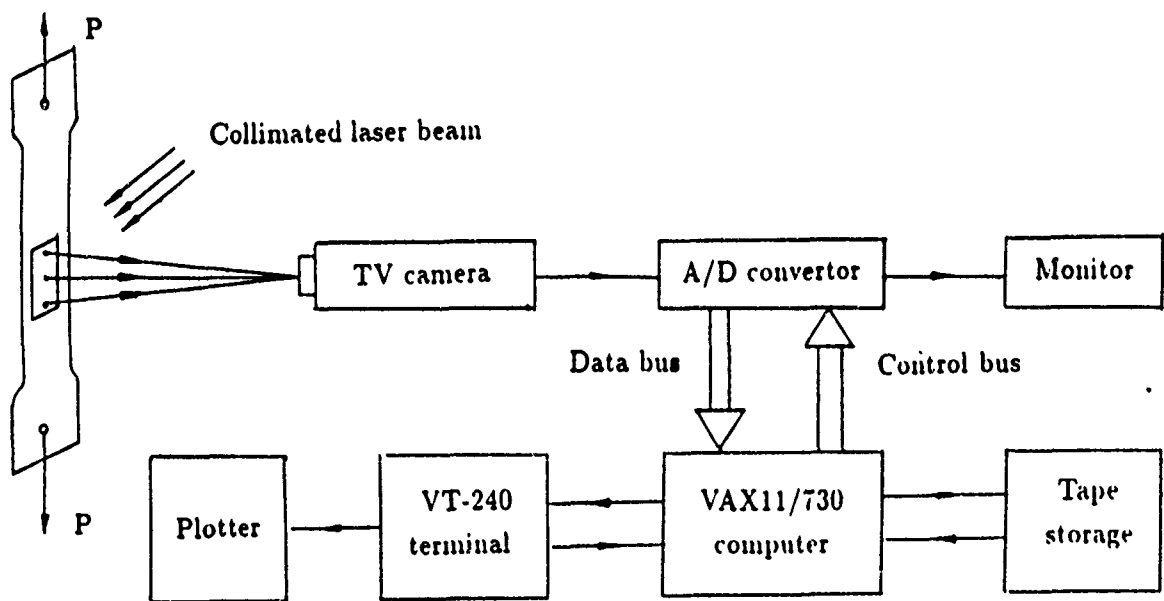 P
Collimated laser beam
TV camera
A/D convertor
Monitor
Data bus
Control bus
P
Plotter
VT-240
terminal
VAX11/730
computer
Tape
storage